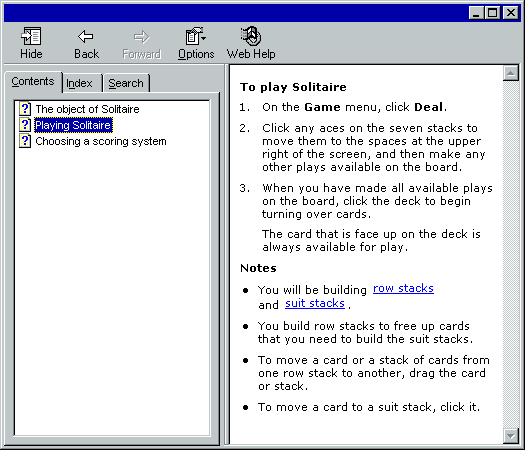 Hide Back Forward Options Web Help
Contents Index Search
The object of Solitaire
Playing Solitaire
Choosing a scoring system
To play Solitaire
1. On the Game menu, click Deal.
2. Click any aces on the seven stacks to
move them to the spaces at the upper
right of the screen, and then make any
other plays available on the board.
3. When you have made all available plays
on the board, click the deck to begin
turning over cards.
The card that is face up on the deck is
always available for play.
Notes
• You will be building row stacks
and suit stacks.
• You build row stacks to free up cards
that you need to build the suit stacks.
• To move a card or a stack of cards from
one row stack to another, drag the card
or stack.
• To move a card to a suit stack, click it.